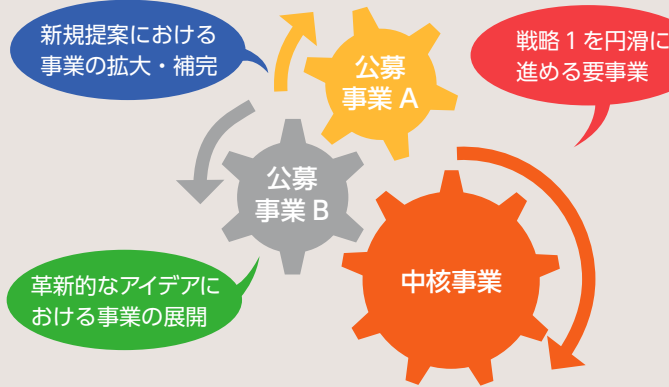 新規提案における
事業の拡大・補完
公募
事業 A
戦略 1 を円滑に
進める要事業
公募
事業 B
中核事業
革新的なアイデアに
おける事業の展開